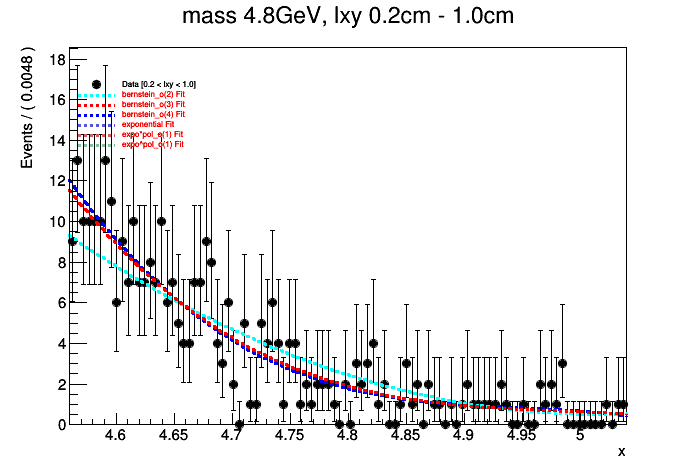 mass 4.8GeV, lxy 0.2cm - 1.0cm
Events / ( 0.0048 )
18
16
14
12
10
8
6
4
2
0
Data [0.2 < lxy < 1.0]
bernstein_o(2) Fit
bernstein_o(3) Fit
bernstein_o(4) Fit
exponential Fit
expo*pol_o(1) Fit
expo^pol_o(1) Fit
4.6 4.65 4.7 4.75 4.8 4.85 4.9 4.95 5
x